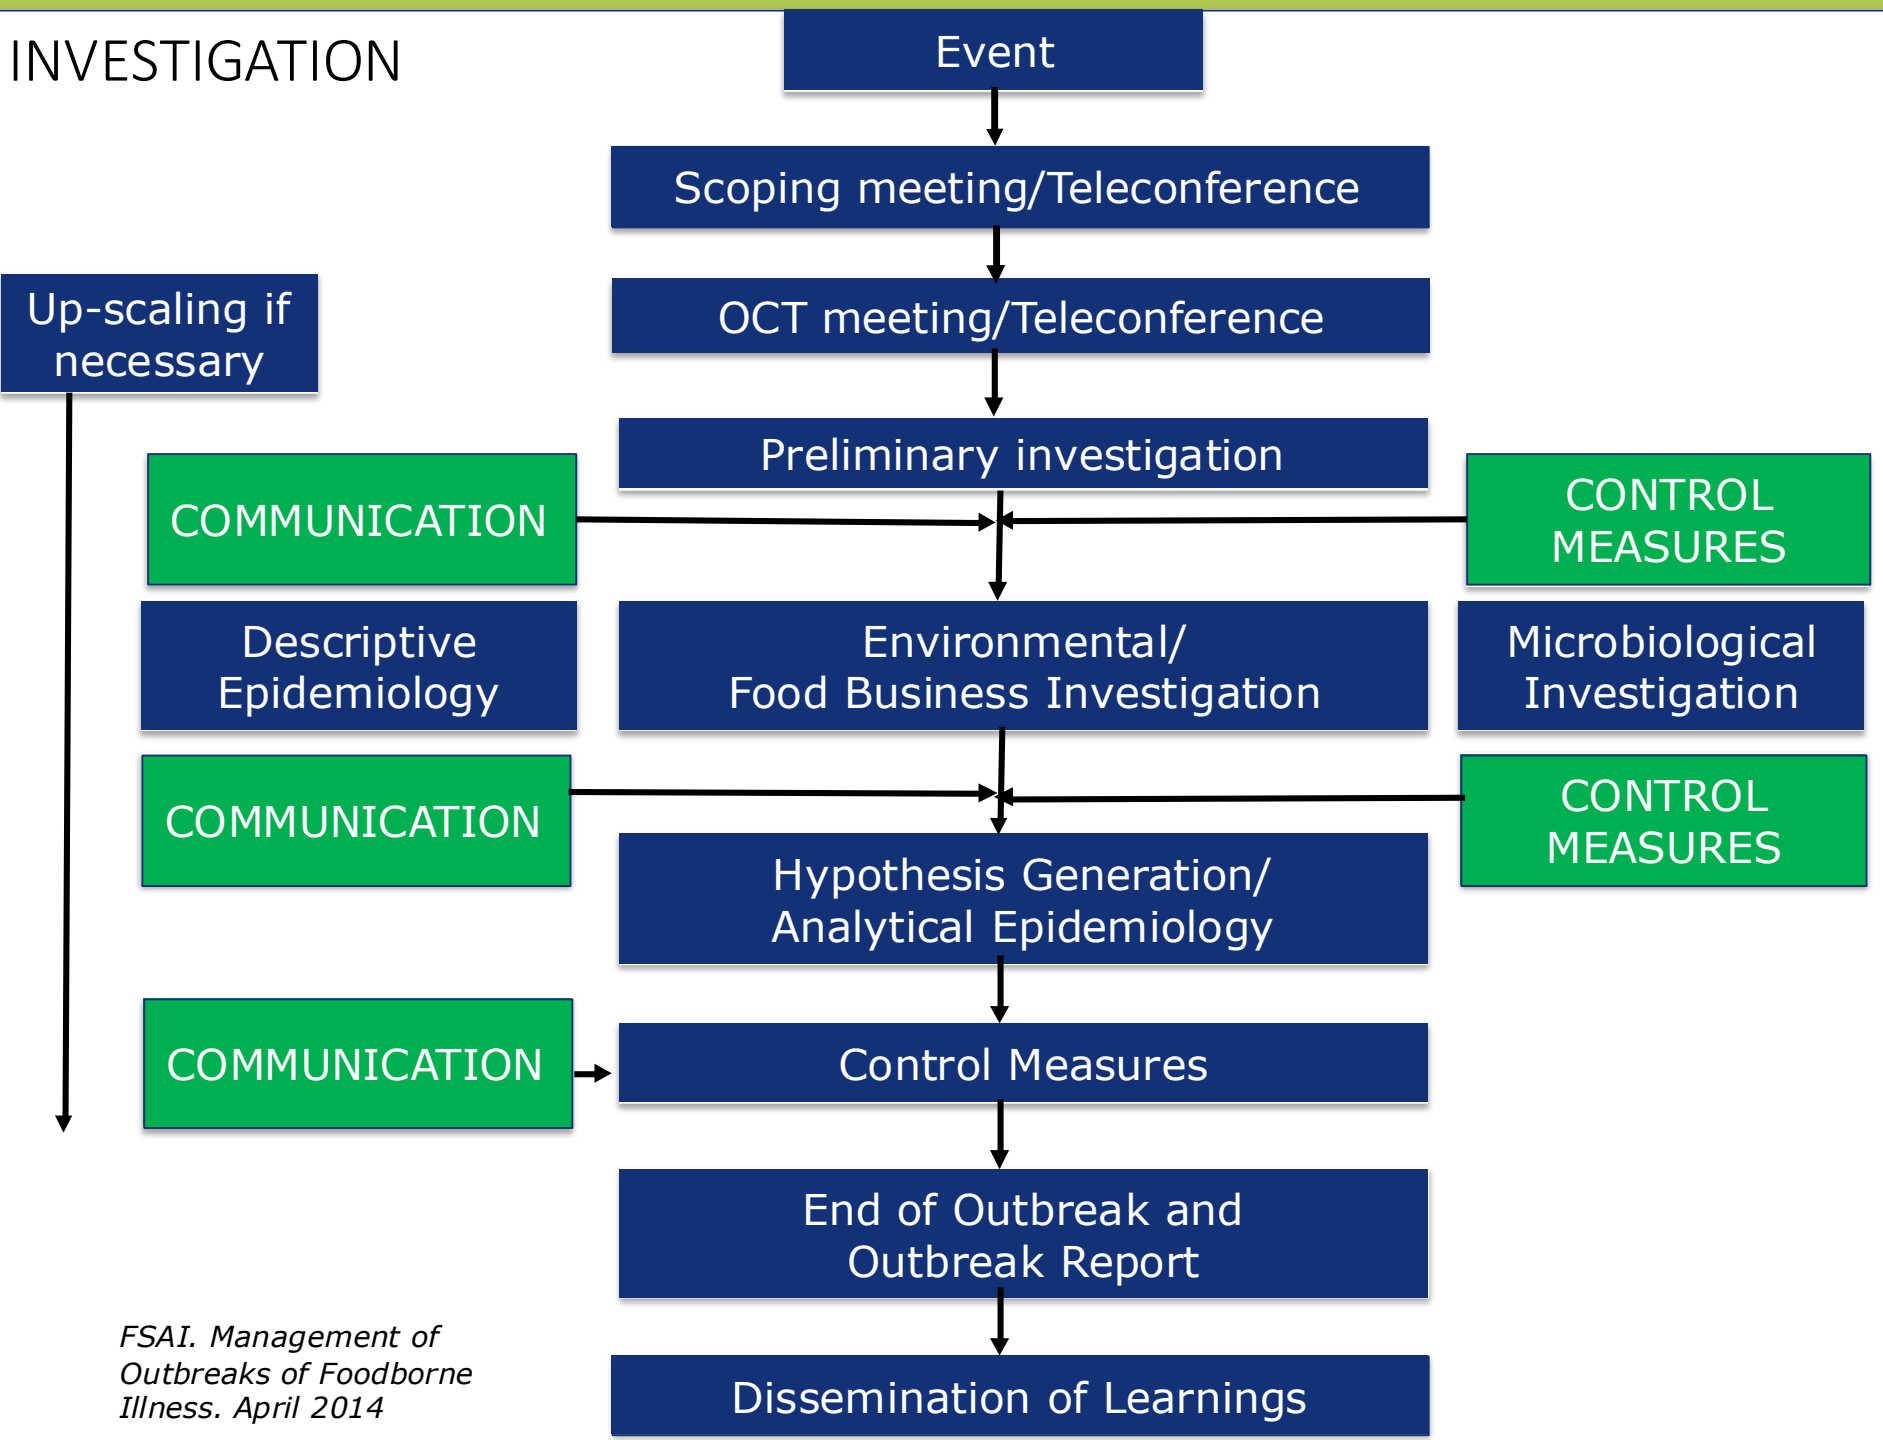 INVESTIGATION
Event
Scoping meeting/Teleconference
Up-scaling if
necessary
OCT meeting/Teleconference
Preliminary investigation
COMMUNICATION
CONTROL
MEASURES
Descriptive
Epidemiology
Environmental/
Food Business Investigation
Microbiological
Investigation
COMMUNICATION
CONTROL
MEASURES
Hypothesis Generation/
Analytical Epidemiology
COMMUNICATION
Control Measures
End of Outbreak and
Outbreak Report
FSAI. Management of
Outbreaks of Foodborne
Illness. April 2014
Dissemination of Learnings